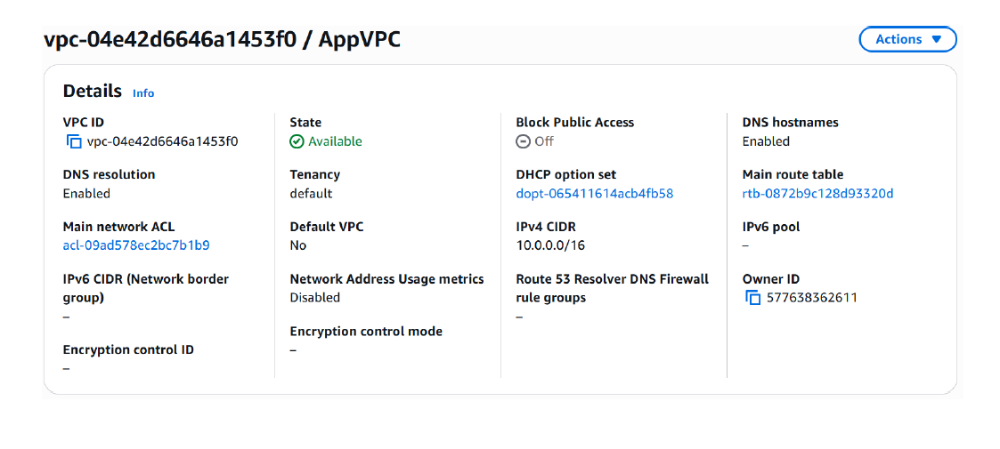 vpc-04e42d6646a1453f0 / AppVPC
Actions
Details Info
VPC ID
vpc-04e42d6646a1453f0
State
Available
Block Public Access
Off
DNS hostnames
Enabled
DNS resolution
Enabled
Tenancy
default
DHCP option set
dopt-065411614acb4fb58
Main route table
rtb-0872b9c128d93320d
Main network ACL
acl-09ad578ec2bc7b1b9
Default VPC
No
IPv4 CIDR
10.0.0.0/16
IPv6 pool
–
IPv6 CIDR (Network border
group)
–
Network Address Usage metrics
Disabled
Route 53 Resolver DNS Firewall
rule groups
–
Owner ID
577638362611
Encryption control ID
–
Encryption control mode
–